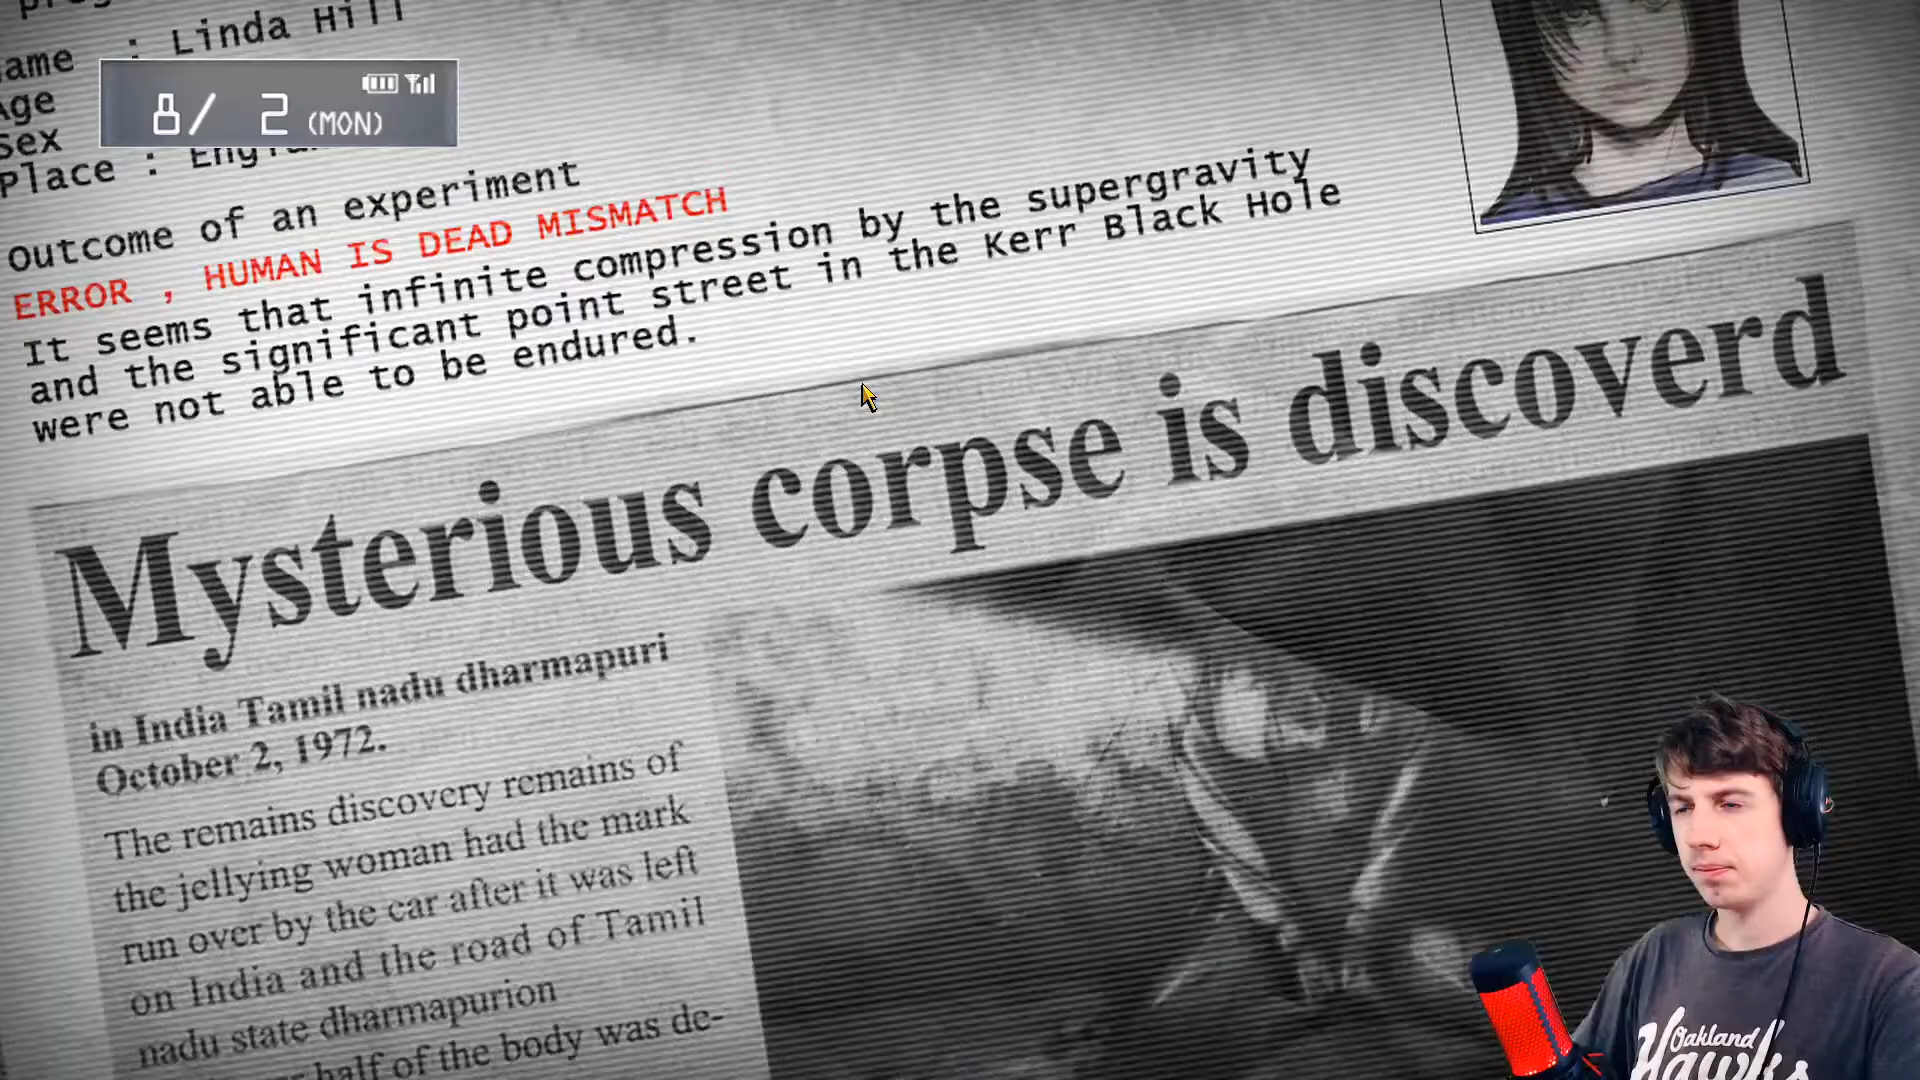 Name : Linda Hill
8/ 2 (MON)
Age
Sex
Place :
Outcome of an experiment
ERROR , HUMAN IS DEAD MISMATCH
It seems that infinite compression by the supergravity
and the significant point street in the Kerr Black Hole
were not able to be endured.
Mysterious corpse is discoverd
in India Tamil nadu dharmapuri
October 2, 1972.
The remains discovery remains of
the jellying woman had the mark
run over by the car after it was left
on India and the road of Tamil
nadu state dharmapurion
half of the body was de-
Oakland
Hawks